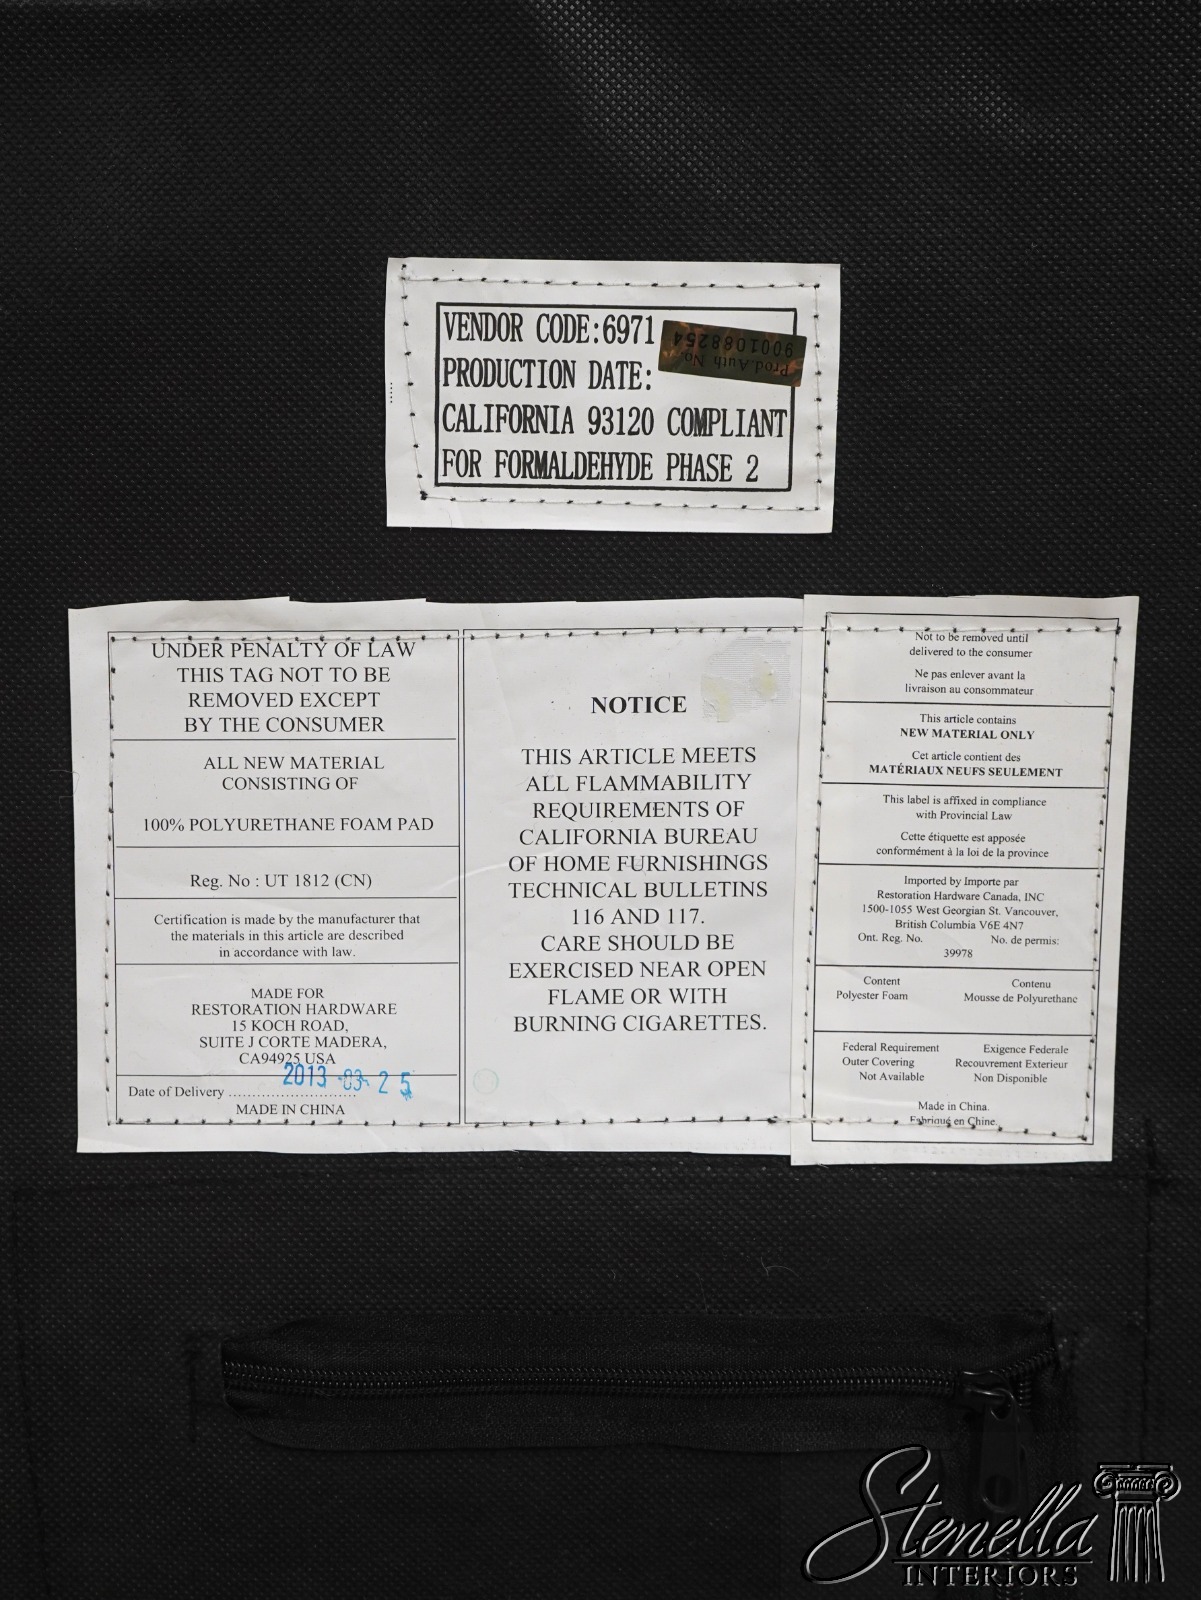 VENDOR CODE:6971
PRODUCTION DATE:
CALIFORNIA 93120 COMPLIANT
FOR FORMALDEHYDE PHASE 2
Prod.Auth No.
9001088254
UNDER PENALTY OF LAW
THIS TAG NOT TO BE
REMOVED EXCEPT
BY THE CONSUMER
ALL NEW MATERIAL
CONSISTING OF
100% POLYURETHANE FOAM PAD
Reg. No : UT 1812 (CN)
Certification is made by the manufacturer that
the materials in this article are described
in accordance with law.
MADE FOR
RESTORATION HARDWARE
15 KOCH ROAD,
SUITE J CORTE MADERA,
CA94925 USA
2013 -03- 25
Date of Delivery ............................
MADE IN CHINA
NOTICE
THIS ARTICLE MEETS
ALL FLAMMABILITY
REQUIREMENTS OF
CALIFORNIA BUREAU
OF HOME FURNISHINGS
TECHNICAL BULLETINS
116 AND 117.
CARE SHOULD BE
EXERCISED NEAR OPEN
FLAME OR WITH
BURNING CIGARETTES.
Not to be removed until
delivered to the consumer
Ne pas enlever avant la
livraison au consommateur
This article contains
NEW MATERIAL ONLY
Cet article contient des
MATÉRIAUX NEUFS SEULEMENT
This label is affixed in compliance
with Provincial Law
Cette étiquette est apposée
conformément à la loi de la province
Imported by Importe par
Restoration Hardware Canada, INC
1500-1055 West Georgian St. Vancouver,
British Columbia V6E 4N7
Ont. Reg. No. No. de permis:
39978
Content Contenu
Polyester Foam Mousse de Polyurethane
Federal Requirement Exigence Federale
Outer Covering Recouvrement Exterieur
Not Available Non Disponible
Made in China.
Fabriqué en Chine.
Stenella
INTERIORS